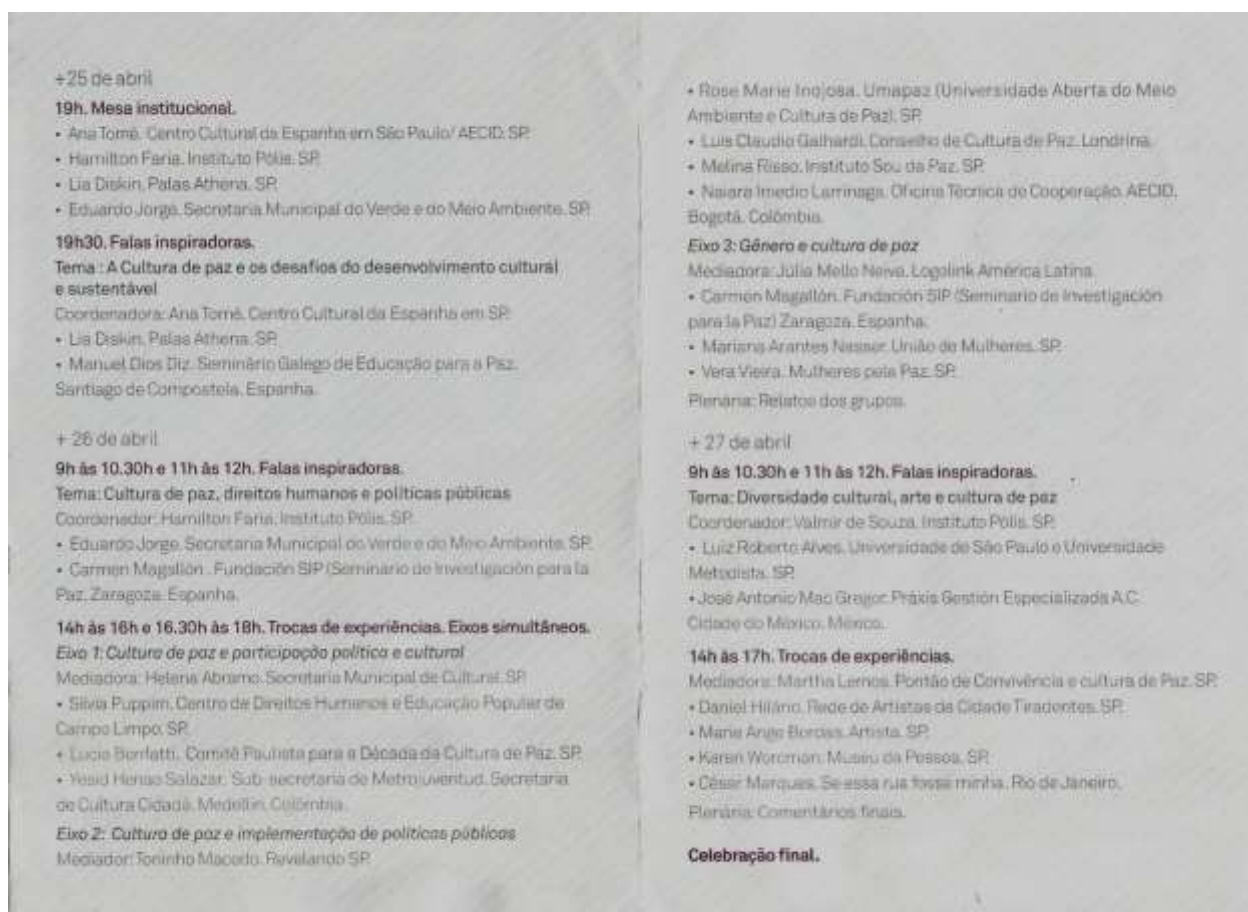 +25 de abril
19h. Mesa institucional.
• Ana Tomé. Centro Cultural da Espanha em São Paulo/ AECID. SP.
• Hamilton Faria. Instituto Pólis. SP.
• Lia Diskin. Palas Athena. SP.
• Eduardo Jorge. Secretaria Municipal do Verde e do Meio Ambiente. SP.
19h30. Falas inspiradoras.
Tema : A Cultura de paz e os desafios do desenvolvimento cultural
e sustentável
Coordenadora: Ana Tomé. Centro Cultural da Espanha em SP.
• Lia Diskin. Palas Athena. SP.
• Manuel Dios Diz. Seminário Galego de Educação para a Paz.
Santiago de Compostela. Espanha.
+ 26 de abril
9h às 10.30h e 11h às 12h. Falas inspiradoras.
Tema: Cultura de paz, direitos humanos e políticas públicas
Coordenador: Hamilton Faria. Instituto Pólis. SP.
• Eduardo Jorge. Secretaria Municipal do Verde e do Meio Ambiente. SP.
• Carmen Magallón . Fundación SIP (Seminario de Investigación para la
Paz. Zaragoza. Espanha.
14h às 16h e 16.30h às 18h. Trocas de experiências. Eixos simultâneos.
Eixo 1: Cultura de paz e participação política e cultural
Mediadora: Helena Abramo. Secretaria Municipal de Cultural. SP.
• Silvia Puppim. Centro de Direitos Humanos e Educação Popular de
Campo Limpo. SP.
• Lucia Benfatti. Comitê Paulista para a Década da Cultura de Paz. SP.
• Yesid Henao Salazar. Sub-secretaria de Metrojuventud. Secretaria
de Cultura Cidadã. Medellin. Colômbia.
Eixo 2: Cultura de paz e implementação de políticas públicas
Mediador: Toninho Macedo. Revelando SP.
• Rose Marie Inojosa. Umapaz (Universidade Aberta do Meio
Ambiente e Cultura de Paz). SP.
• Luis Claudio Galhardi. Conselho de Cultura de Paz. Londrina.
• Melina Risso. Instituto Sou da Paz. SP.
• Naiara Imedio Larrinaga. Oficina Técnica de Cooperação. AECID.
Bogotá. Colômbia.
Eixo 3: Gênero e cultura de paz
Mediadora: Júlia Mello Neiva. Logolink América Latina.
• Carmen Magallón. Fundación SIP (Seminario de Investigación
para la Paz) Zaragoza. Espanha.
• Mariana Arantes Nasser. União de Mulheres. SP.
• Vera Vieira. Mulheres pela Paz. SP.
Plenária: Relatos dos grupos.
+ 27 de abril
9h às 10.30h e 11h às 12h. Falas inspiradoras.
Tema: Diversidade cultural, arte e cultura de paz
Coordenador: Valmir de Souza. Instituto Pólis. SP.
• Luiz Roberto Alves. Universidade de São Paulo e Universidade
Metodista. SP.
• José Antonio Mac Gregor. Práxis Gestión Especializada A.C.
Cidade do México. México.
14h às 17h. Trocas de experiências.
Mediadora: Martha Lemos. Pontão de Convivência e cultura de Paz. SP.
• Daniel Hilário. Rede de Artistas da Cidade Tiradentes. SP.
• Marie Ange Bordas. Artista. SP.
• Karen Worcman. Museu da Pessoa. SP.
• César Marques. Se essa rua fosse minha. Rio de Janeiro.
Plenária: Comentários finais.
Celebração final.